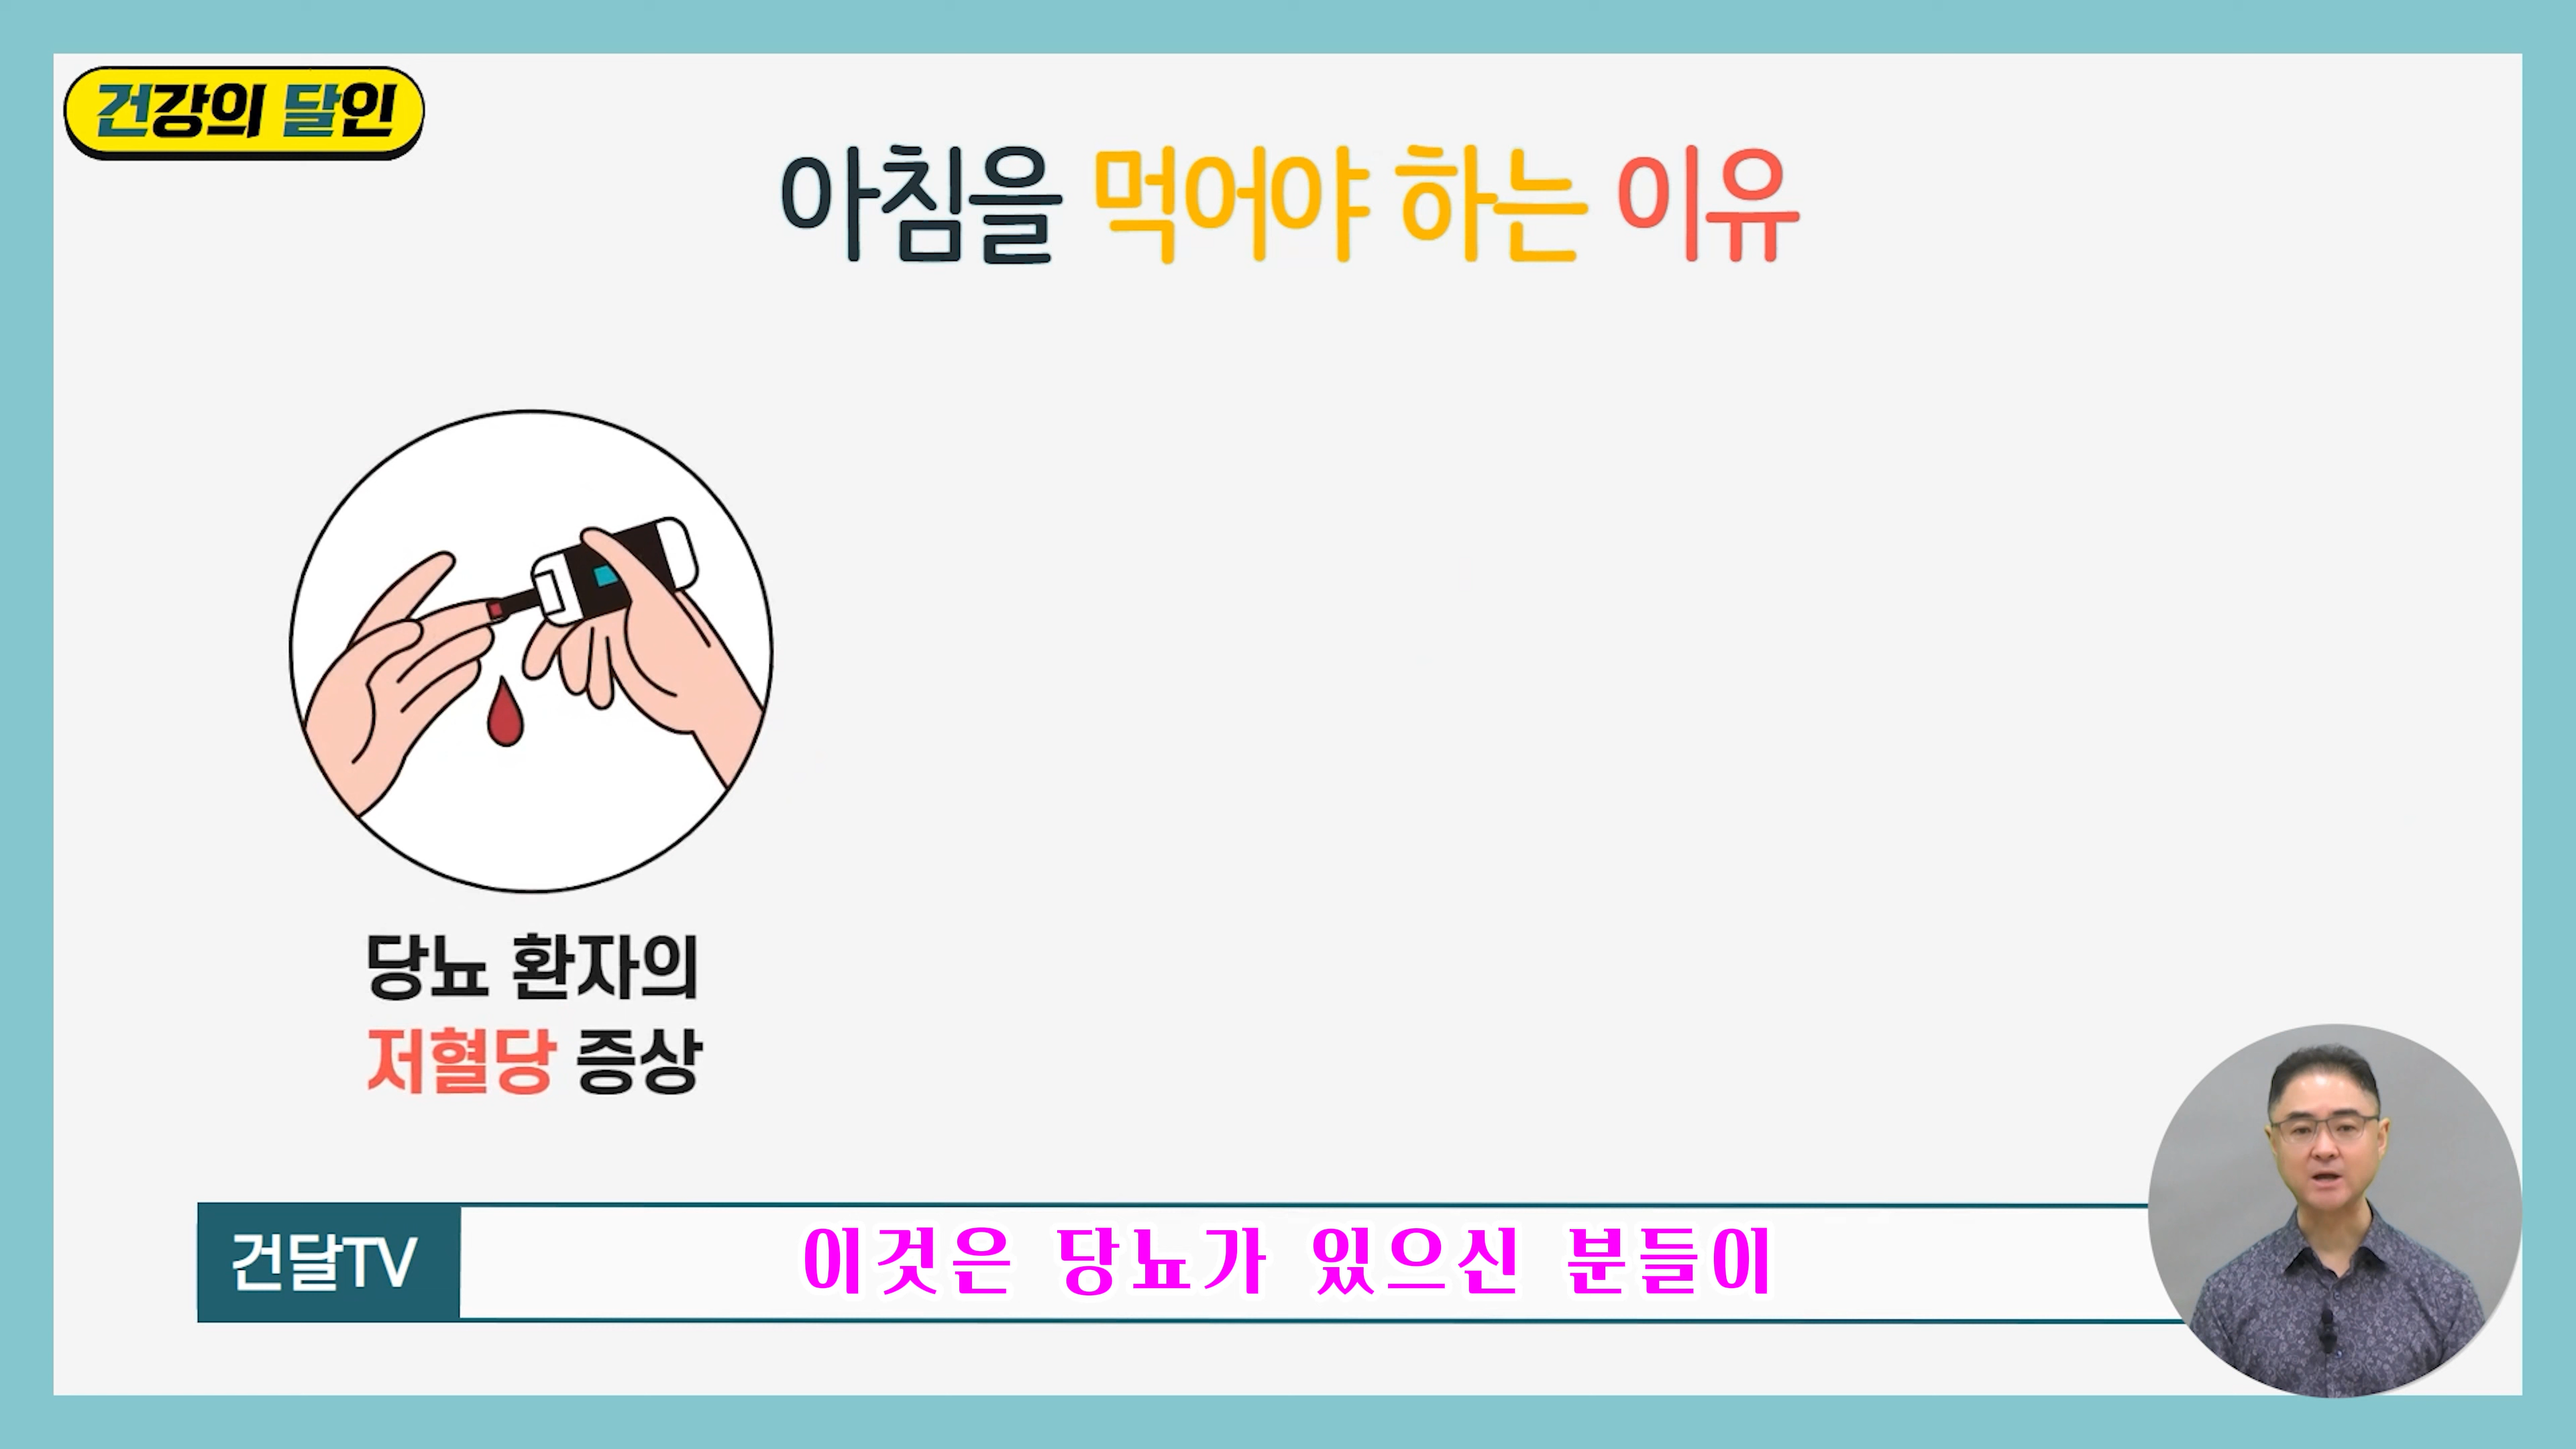 건강의 달인
아침을 먹어야 하는 이유
당뇨 환자의
저혈당 증상
건달TV
이것은 당뇨가 있으신 분들이